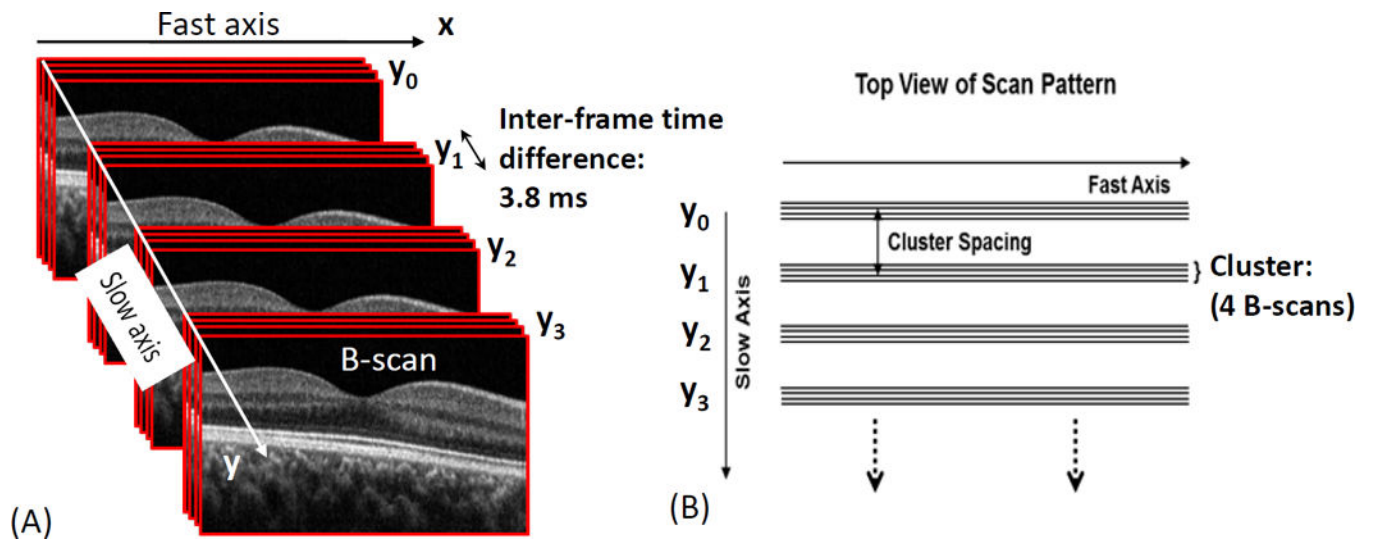 Fast axis
x
y0
y1
Inter-frame time
difference:
3.8 ms
y2
y3
Slow axis
B-scan
y
(A)
Top View of Scan Pattern
Fast Axis
y0
Cluster Spacing
y1
Cluster:
(4 B-scans)
y2
y3
Slow Axis
(B)